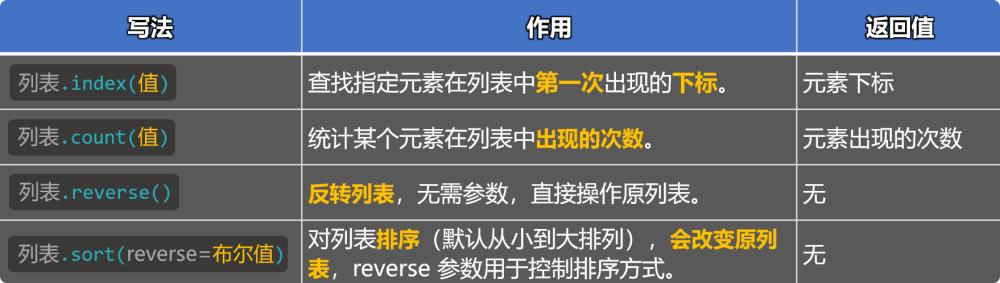 写法 作用 返回值
列表.index(值) 查找指定元素在列表中第一次出现的下标。 元素下标
列表.count(值) 统计某个元素在列表中出现的次数。 元素出现的次数
列表.reverse() 反转列表，无需参数，直接操作原列表。 无
列表.sort(reverse=布尔值) 对列表排序（默认从小到大排列），会改变原列
表，reverse 参数用于控制排序方式。 无